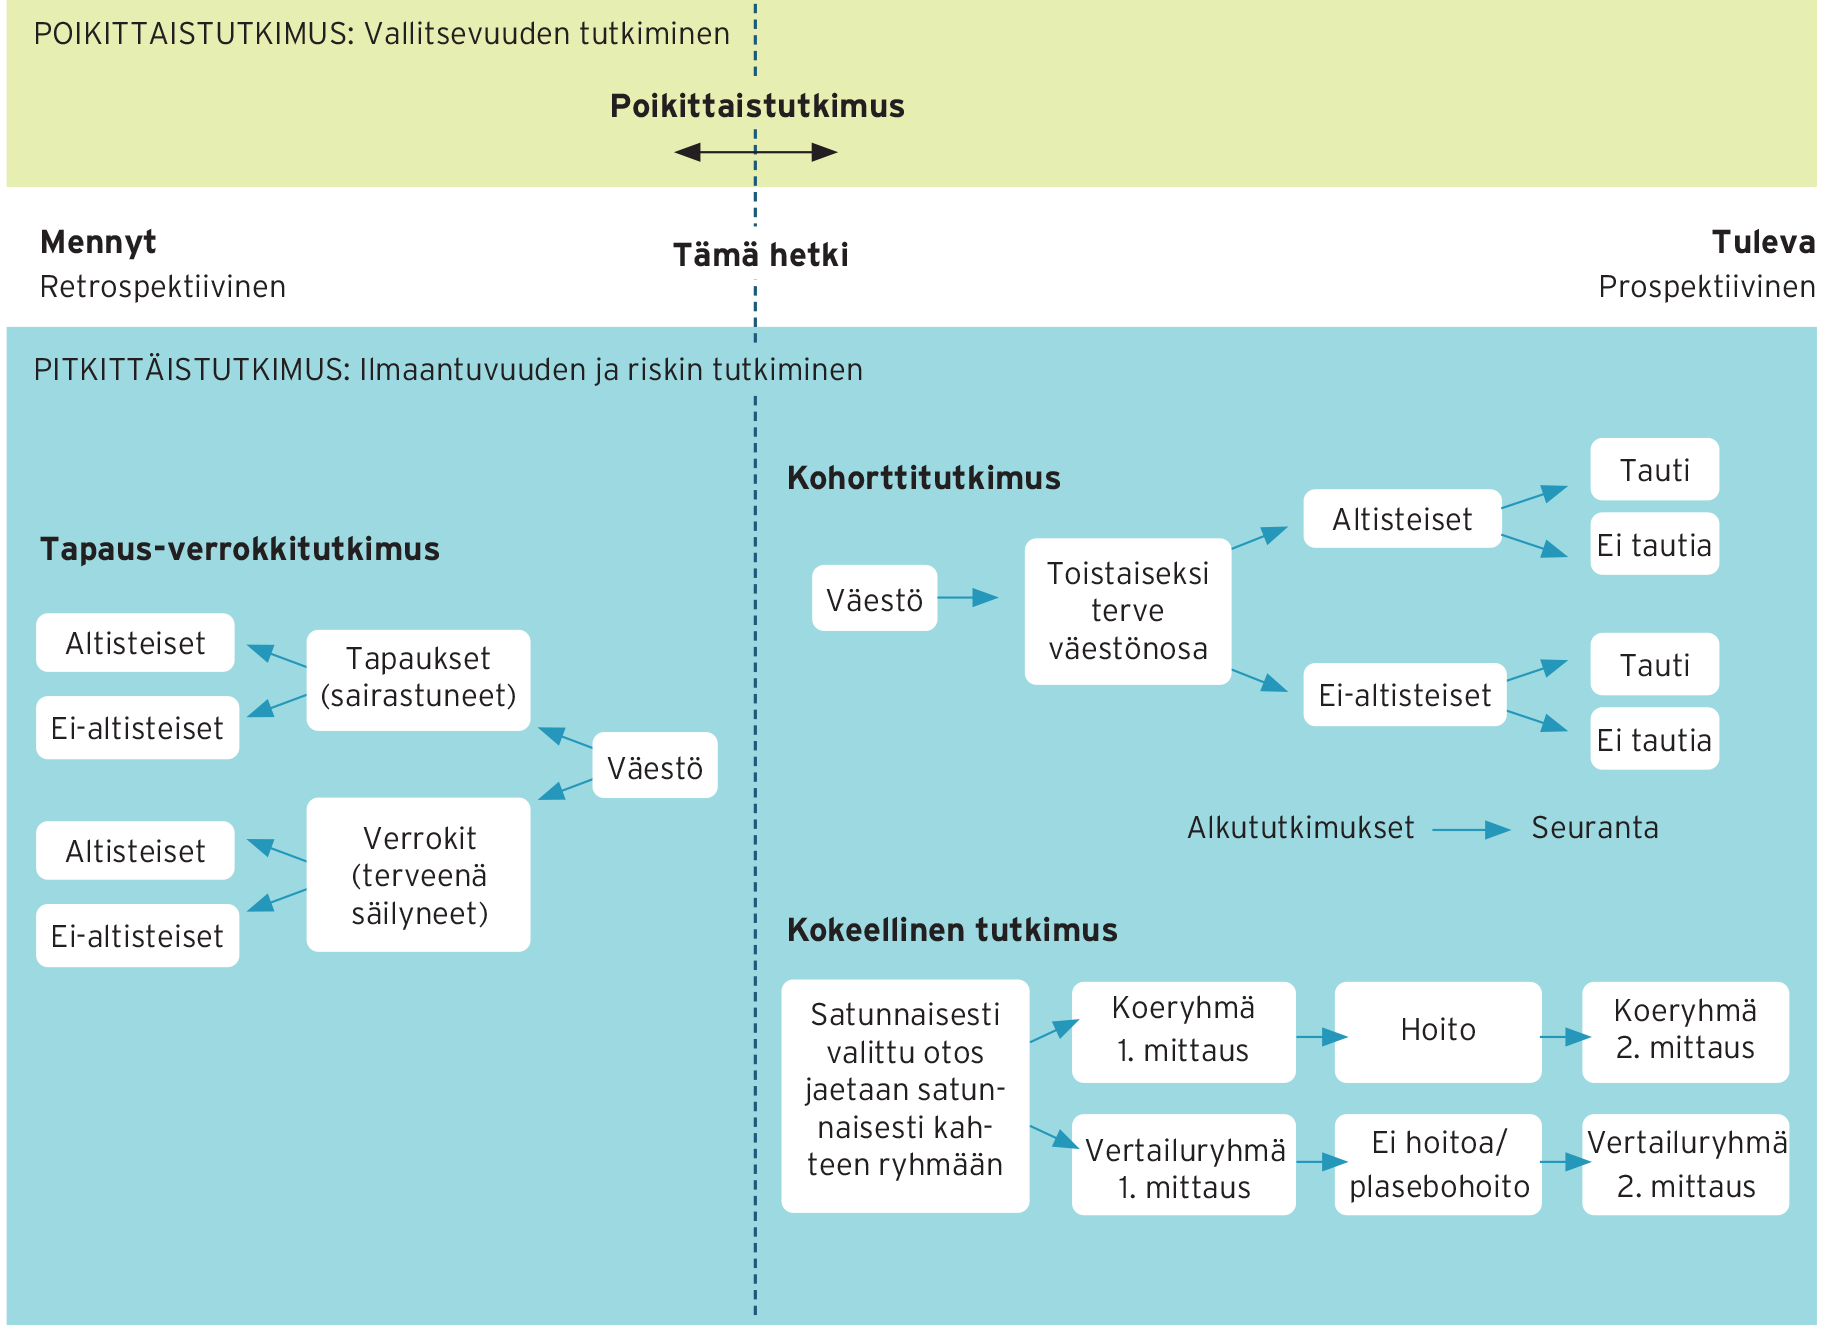 POIKITTAISTUTKIMUS: Vallitsevuuden tutkiminen
Poikittaistutkimus
Mennyt
Retrospektiivinen
Tämä hetki
Tuleva
Prospektiivinen
PITKITTÄISTUTKIMUS: Ilmaantuvuuden ja riskin tutkiminen
Tapaus-verrokkitutkimus
Altisteiset
Ei-altisteiset
Tapaukset
(sairastuneet)
Väestö
Altisteiset
Ei-altisteiset
Verrokit
(terveenä
säilyneet)
Kohorttitutkimus
Väestö
Toistaiseksi
terve
väestönosa
Altisteiset
Tauti
Ei tautia
Ei-altisteiset
Tauti
Ei tautia
Alkututkimukset
Seuranta
Kokeellinen tutkimus
Satunnaisesti
valittu otos
jaetaan satun-
naisesti kah-
teen ryhmään
Koeryhmä
1. mittaus
Hoito
Koeryhmä
2. mittaus
Vertailuryhmä
1. mittaus
Ei hoitoa/
plasebohoito
Vertailuryhmä
2. mittaus